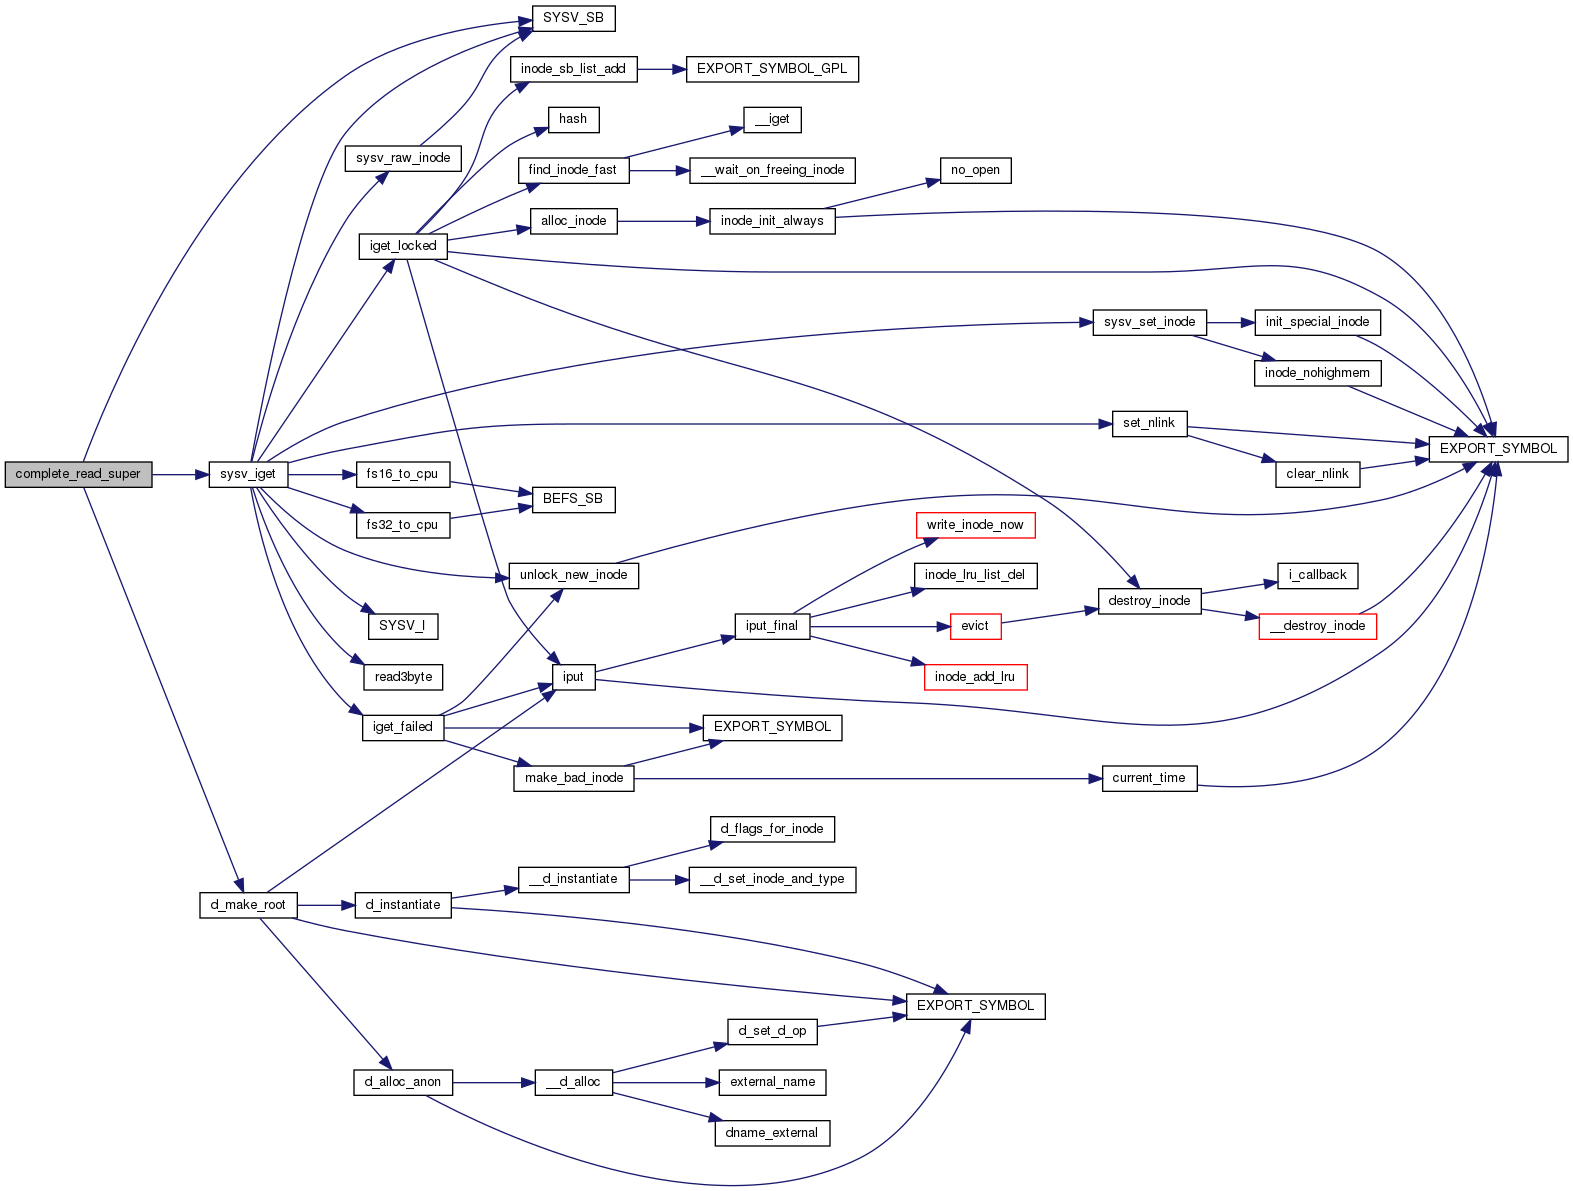 SYSV_SB
inode_sb_list_add
EXPORT_SYMBOL_GPL
hash
__iget
sysv_raw_inode
find_inode_fast
__wait_on_freeing_inode
no_open
alloc_inode
inode_init_always
iget_locked
sysv_set_inode
init_special_inode
inode_nohighmem
set_nlink
EXPORT_SYMBOL
complete_read_super
sysv_iget
fs16_to_cpu
clear_nlink
BEFS_SB
fs32_to_cpu
write_inode_now
unlock_new_inode
inode_lru_list_del
i_callback
destroy_inode
SYSV_I
iput_final
evict
__destroy_inode
read3byte
iput
inode_add_lru
iget_failed
EXPORT_SYMBOL
make_bad_inode
current_time
d_flags_for_inode
__d_instantiate
__d_set_inode_and_type
d_make_root
d_instantiate
EXPORT_SYMBOL
d_set_d_op
d_alloc_anon
__d_alloc
external_name
dname_external